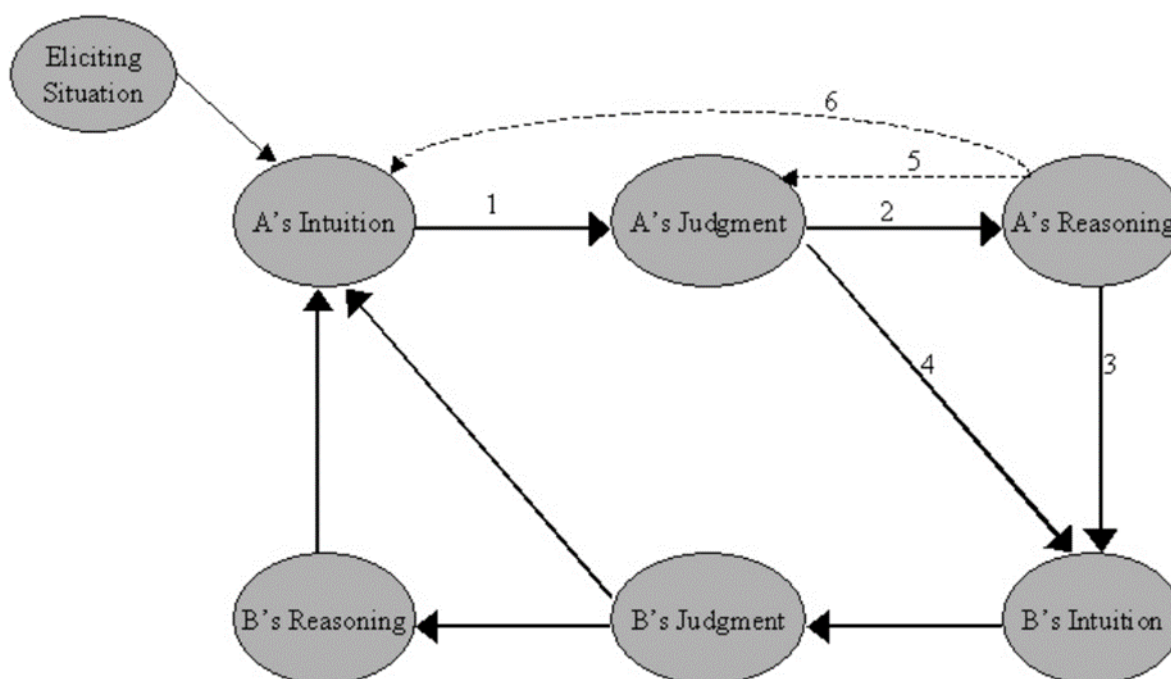 Eliciting
Situation
6
5
A's Intuition
1
A's Judgment
2
A's Reasoning
4
3
B's Reasoning
B's Judgment
B's Intuition